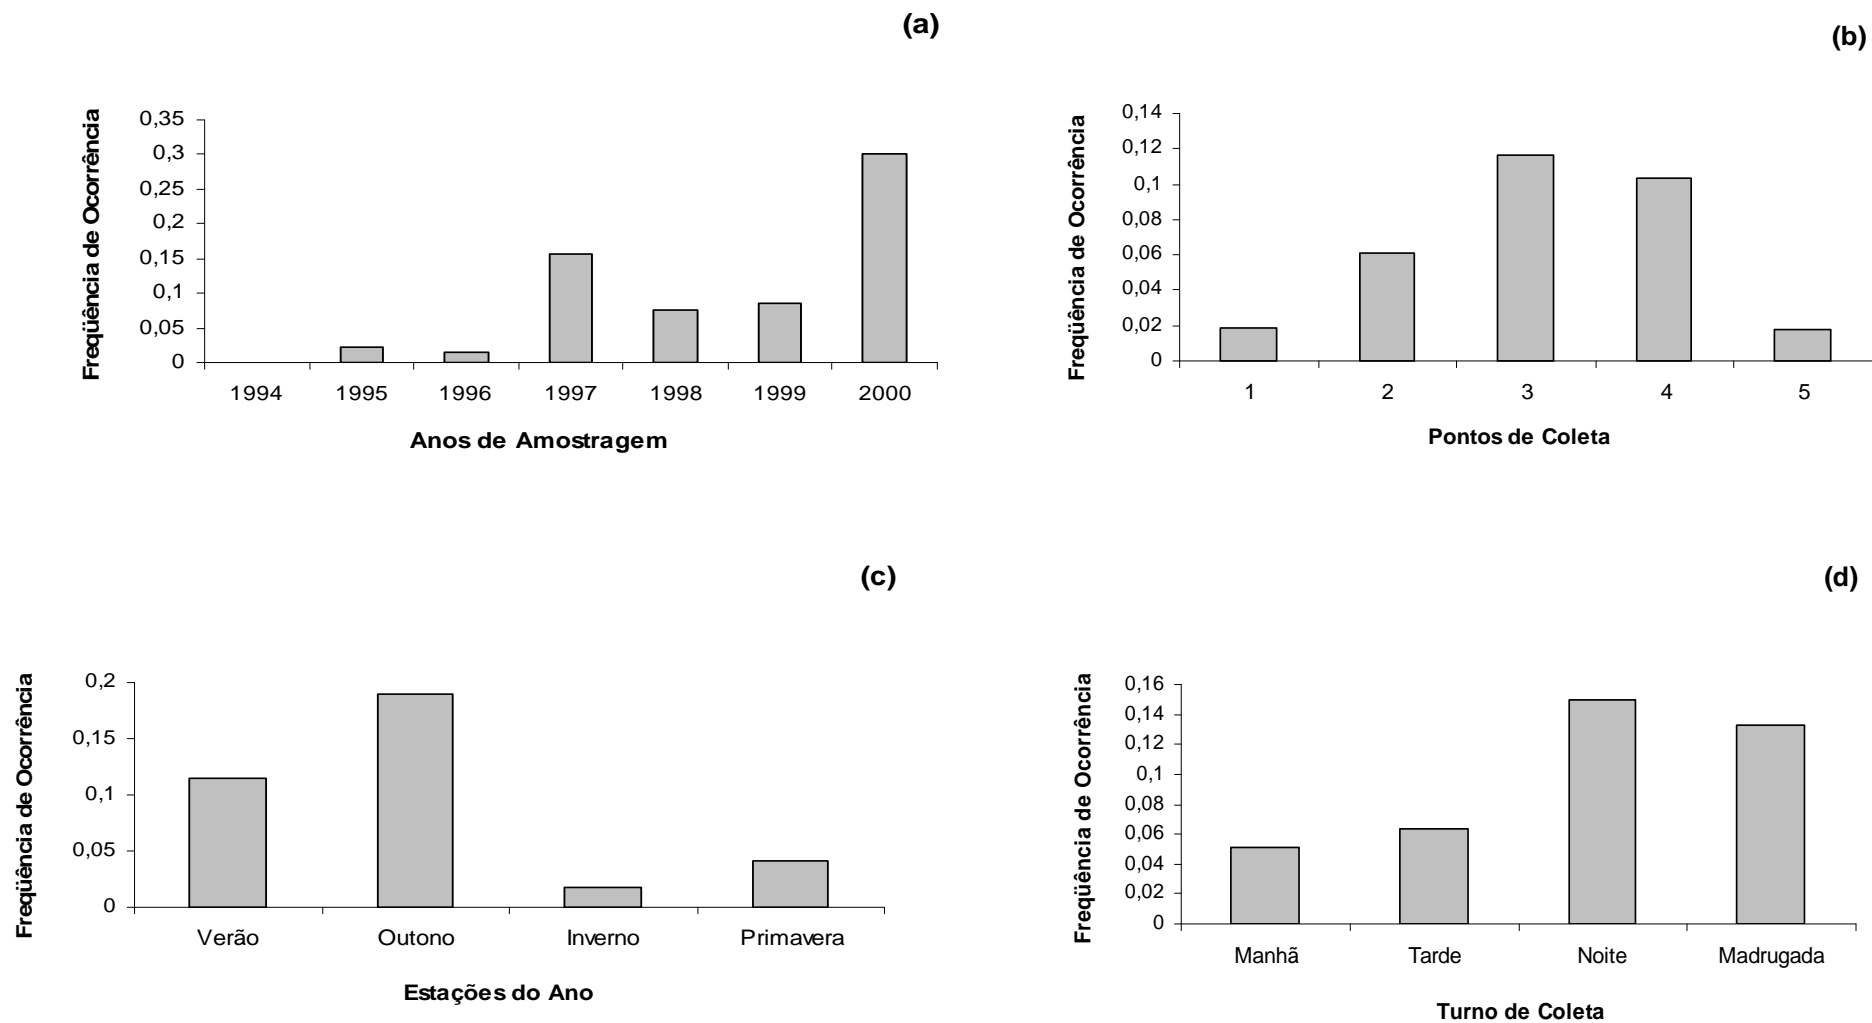 (a)
Freqüência de Ocorrência
0,35
0,3
0,25
0,2
0,15
0,1
0,05
0
1994 1995 1996 1997 1998 1999 2000
Anos de Amostragem
(b)
Freqüência de Ocorrência
0,14
0,12
0,1
0,08
0,06
0,04
0,02
0
1 2 3 4 5
Pontos de Coleta
(c)
Freqüência de Ocorrência
0,2
0,15
0,1
0,05
0
Verão Outono Inverno Primavera
Estações do Ano
(d)
Freqüência de Ocorrência
0,16
0,14
0,12
0,1
0,08
0,06
0,04
0,02
0
Manhã Tarde Noite Madrugada
Turno de Coleta